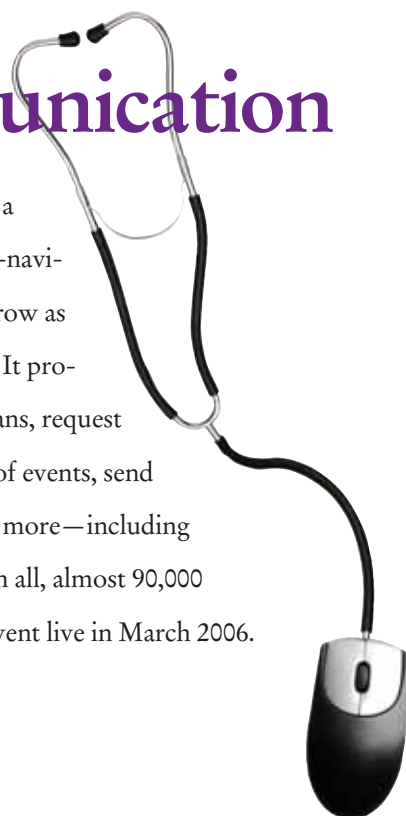 unication
a
-navi-
row as
It pro-
ans, request
of events, send
more—including
n all, almost 90,000
vent live in March 2006.